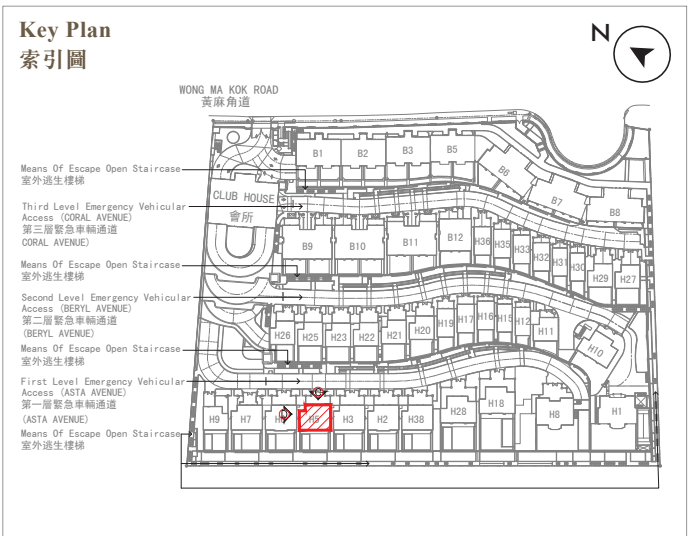 Key Plan
索引圖
N
WONG MA KOK ROAD
黃麻角道
B1 B2 B3 B5
B6
B7
B8
Means Of Escape Open Staircase
室外逃生樓梯
CLUB HOUSE
會所
Third Level Emergency Vehicular
Access (CORAL AVENUE)
第三層緊急車輛通道
CORAL AVENUE)
B9 B10 B11 B12 H36 H35 H33 H32 H31 H30 H29 H27
Means Of Escape Open Staircase
室外逃生樓梯
Second Level Emergency Vehicular
Access (BERYL AVENUE)
第二層緊急車輛通道
(BERYL AVENUE)
H26 H25 H23 H22 H21 H20 H19 H17 H16 H15 H12 H11 H10
Means Of Escape Open Staircase
室外逃生樓梯
First Level Emergency Vehicular
Access (ASTA AVENUE)
第一層緊急車輛通道
(ASTA AVENUE)
H9 H7 H5 H3 H2 H38 H28 H18 H8 H1
Means Of Escape Open Staircase
室外逃生樓梯